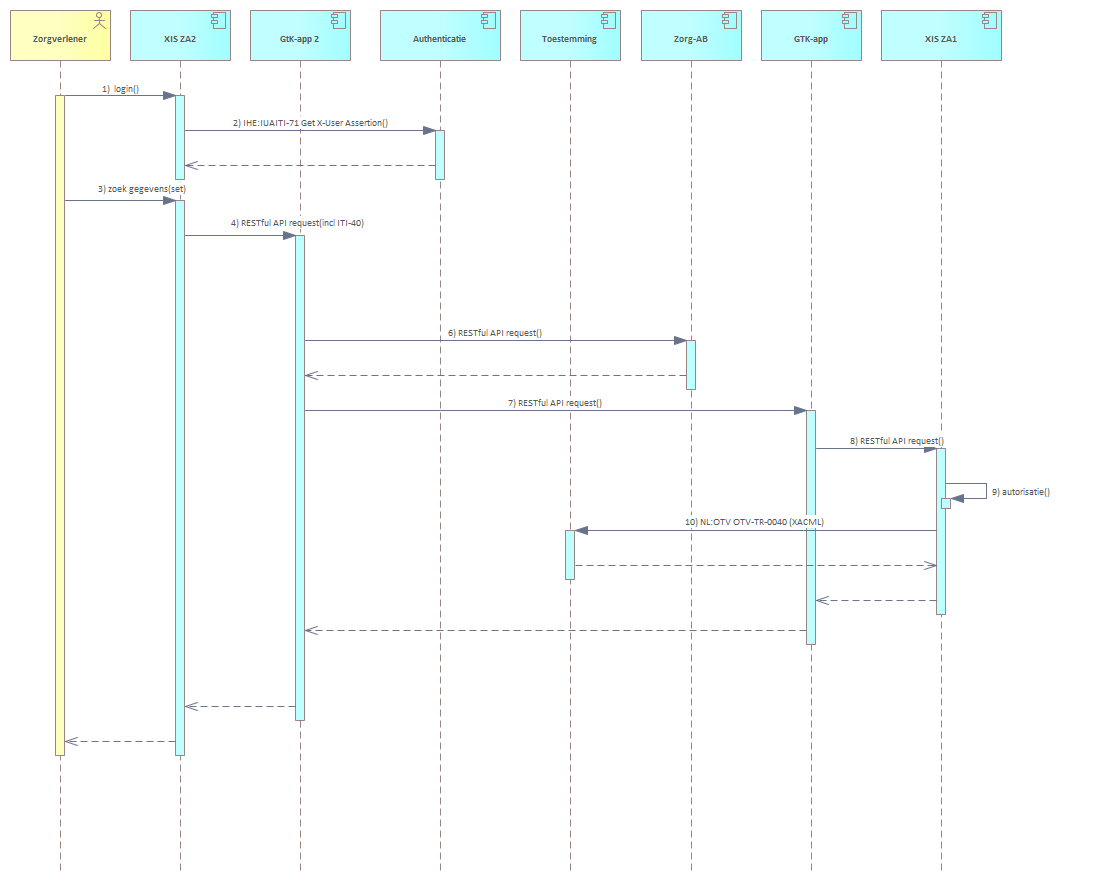 Zorgverlener
XIS ZA2
GtK-app 2
Authenticatie
Toestemming
Zorg-AB
GTK-app
XIS ZA1
1) login()
2) IHE:IUAITI-71 Get X-User Assertion()
3) zoek gegevens(set)
4) RESTful API request(incl ITI-40)
6) RESTful API request()
7) RESTful API request()
8) RESTful API request()
9) autorisatie()
10) NL:OTV OTV-TR-0040 (XACML)